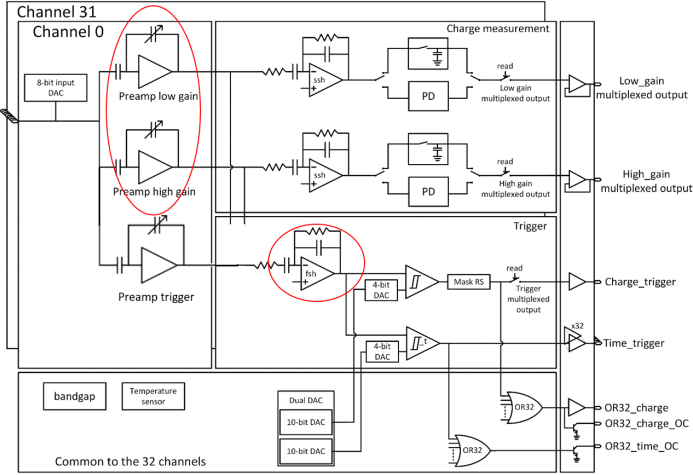 Channel 31
Channel 0
Charge measurement
8-bit input
DAC
Preamp low gain
ssh
PD
read
Low gain
multiplexed output
Low_gain
multiplexed output
Preamp high gain
ssh
PD
read
High gain
multiplexed output
High_gain
multiplexed output
Trigger
Preamp trigger
fsh
4-bit
DAC
Mask RS
read
Trigger
multiplexed
output
Charge_trigger
4-bit
DAC
_t
x32
Time_trigger
bandgap
Temperature
sensor
Dual DAC
10-bit DAC
10-bit DAC
OR32
OR32
OR32_charge
OR32_charge_OC
OR32_time_OC
Common to the 32 channels